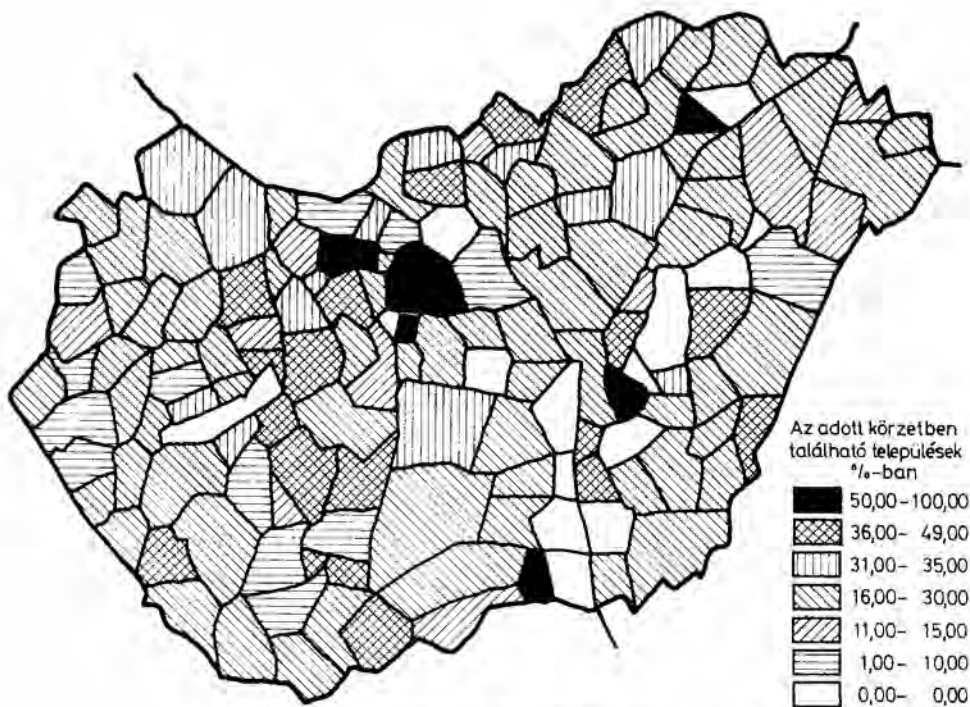 Az adott körzetben
található települések
%-ban
50,00-100,00
36,00- 49,00
31,00- 35,00
16,00- 30,00
11,00- 15,00
1,00- 10,00
0,00- 0,00